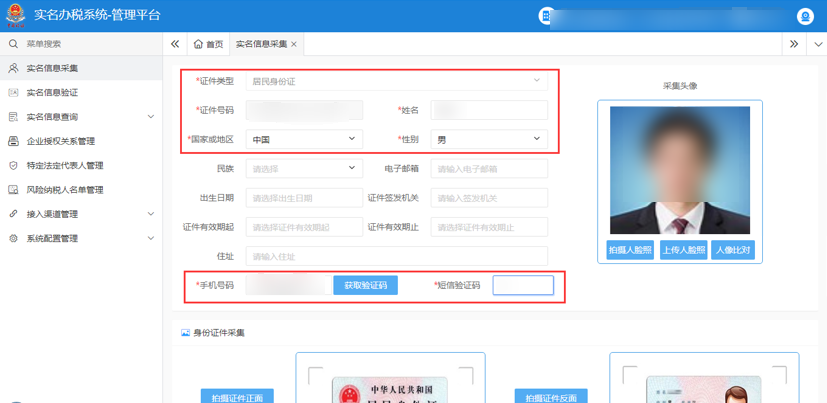 实名办税系统-管理平台
菜单搜索
首页
实名信息采集
实名信息采集
实名信息验证
实名信息查询
企业授权关系管理
特定法定代表人管理
风险纳税人名单管理
接入渠道管理
系统配置管理
*证件类型 居民身份证
*证件号码 *姓名
*国家或地区 中国 *性别 男
民族 请选择 电子邮箱 请输入电子邮箱
出生日期 请选择出生日期 证件签发机关 请输入签发机关
证件有效期起 请选择证件有效期起 证件有效期止 请选择证件有效期止
住址 请输入住址
*手机号码 获取验证码 *短信验证码
采集头像
拍摄人脸照 上传人脸照 人像比对
身份证件采集
拍摄证件正面
中华人民共和国
拍摄证件反面